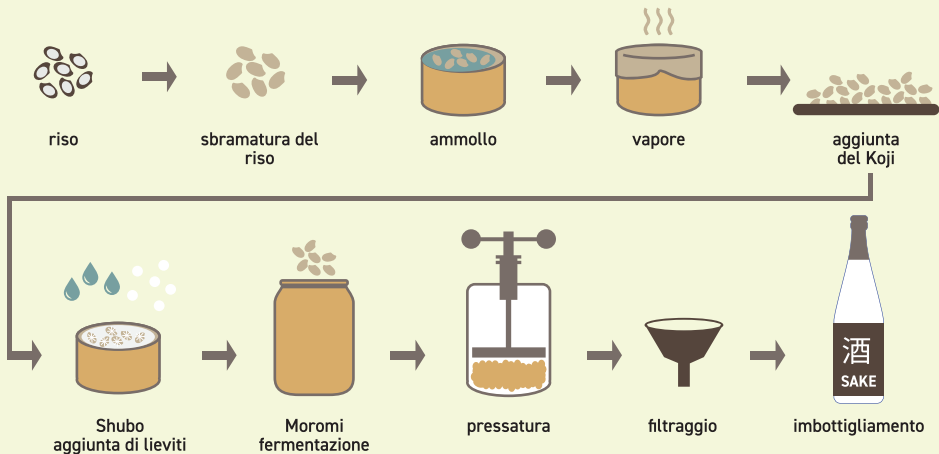 riso
sbramatura del
riso
ammollo
vapore
aggiunta
del Koji
Shubo
aggiunta di lieviti
Moromi
fermentazione
pressatura
filtraggio
酒
SAKE
imbottigliamento